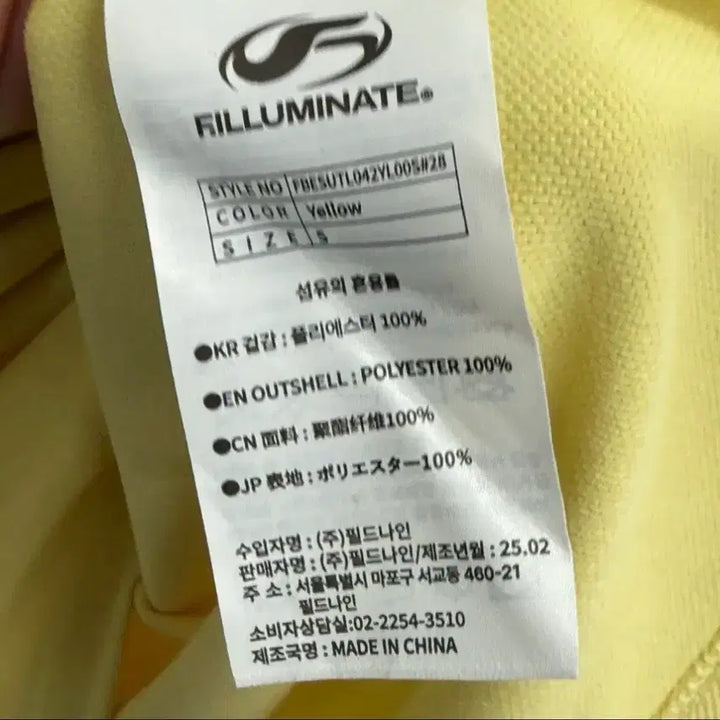 FILLUMINATE®
STYLE NO FBESUTL042YL00S#28
COLOR Yellow
SIZE S
섬유의 혼용률
●KR 겉감 : 폴리에스터 100%
●EN OUTSHELL : POLYESTER 100%
●CN 面料 : 聚酯纤维100%
●JP 表地 : ポリエスター100%
수입자명 : (주)필드나인
판매자명 : (주)필드나인/제조년월 : 25.02
주 소 : 서울특별시 마포구 서교동 460-21
필드나인
소비자상담실:02-2254-3510
제조국명 : MADE IN CHINA